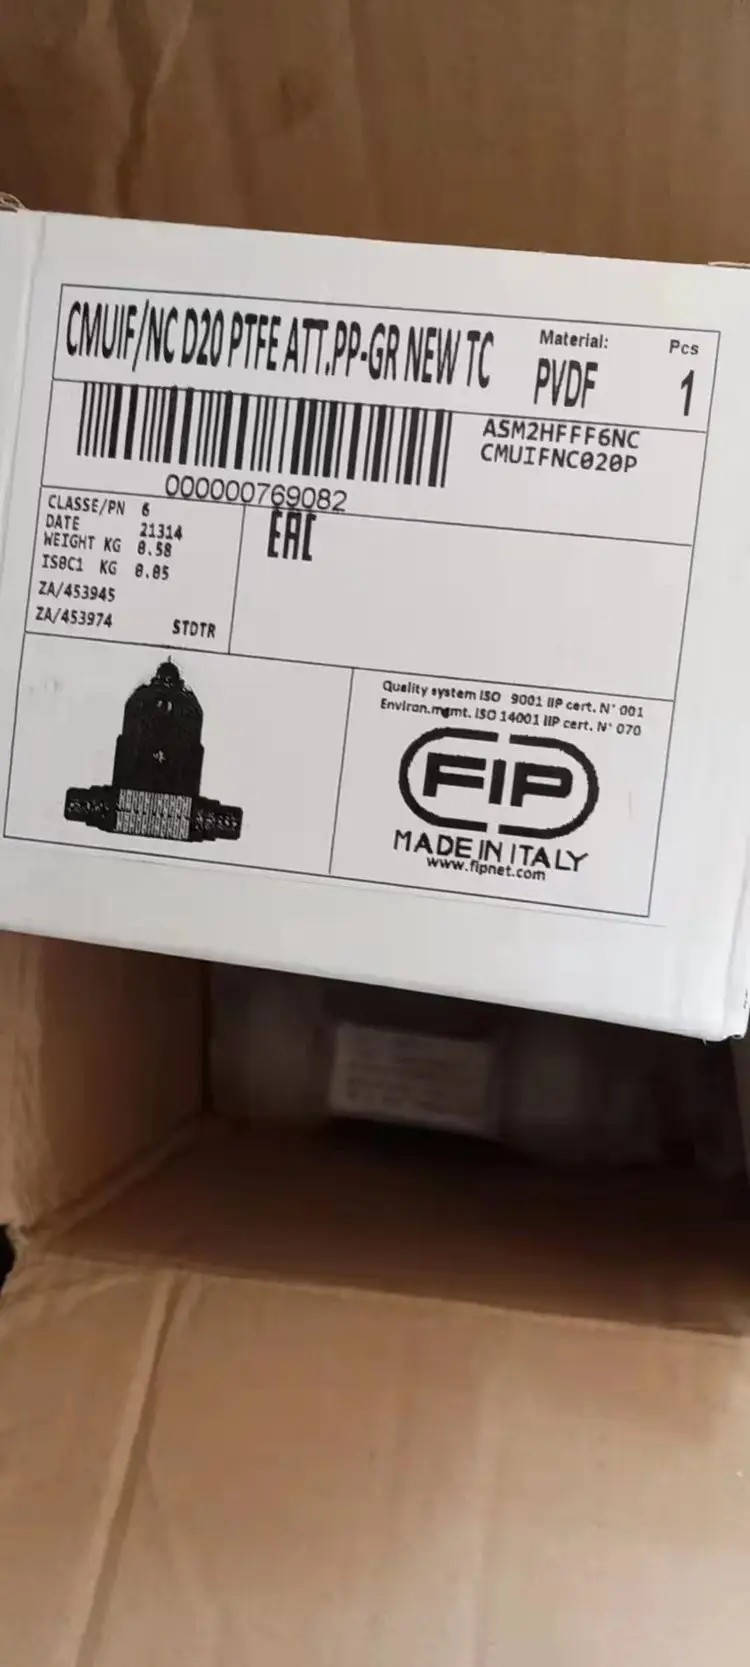 CMUIF/NC D20 PTFE ATT.PP-GR NEW TC
Material:
PVDF
Pcs
1
ASM2HFFF6NC
CMUIFNC020P
000000769082
CLASSE/PN 6
DATE 21314
WEIGHT KG 0.58
ISBC1 KG 0.05
ZA/453945
ZA/453974 STDTR
EAC
Quality system ISO 9001 IIP cert. N° 001
Environ.mgmt. ISO 14001 IIP cert. N° 070
FIP
MADE IN ITALY
www.fipnet.com